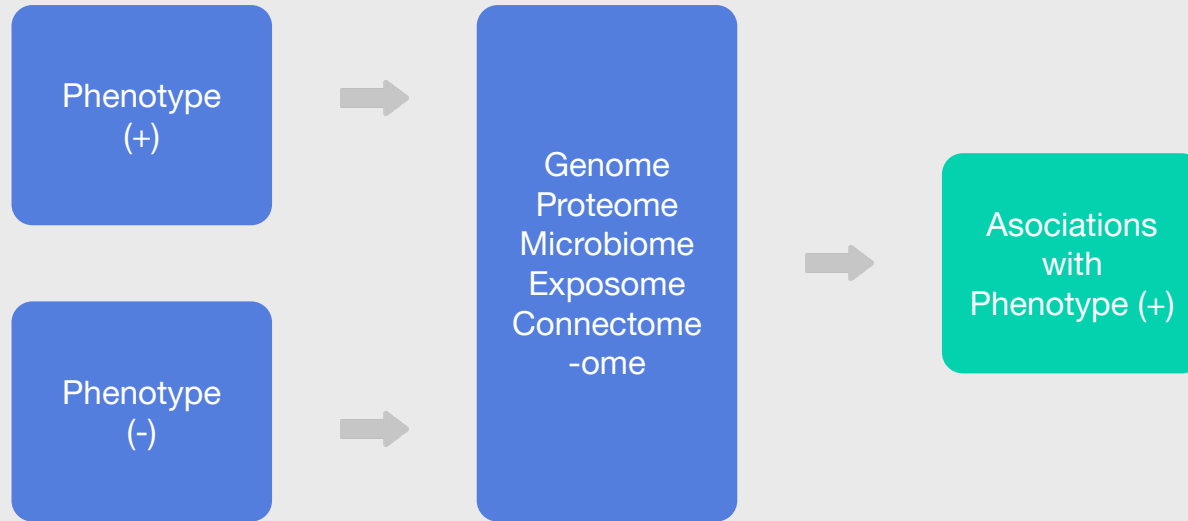 Phenotype
(+)
Phenotype
(-)
Genome
Proteome
Microbiome
Exposome
Connectome
-ome
Asociations
with
Phenotype (+)